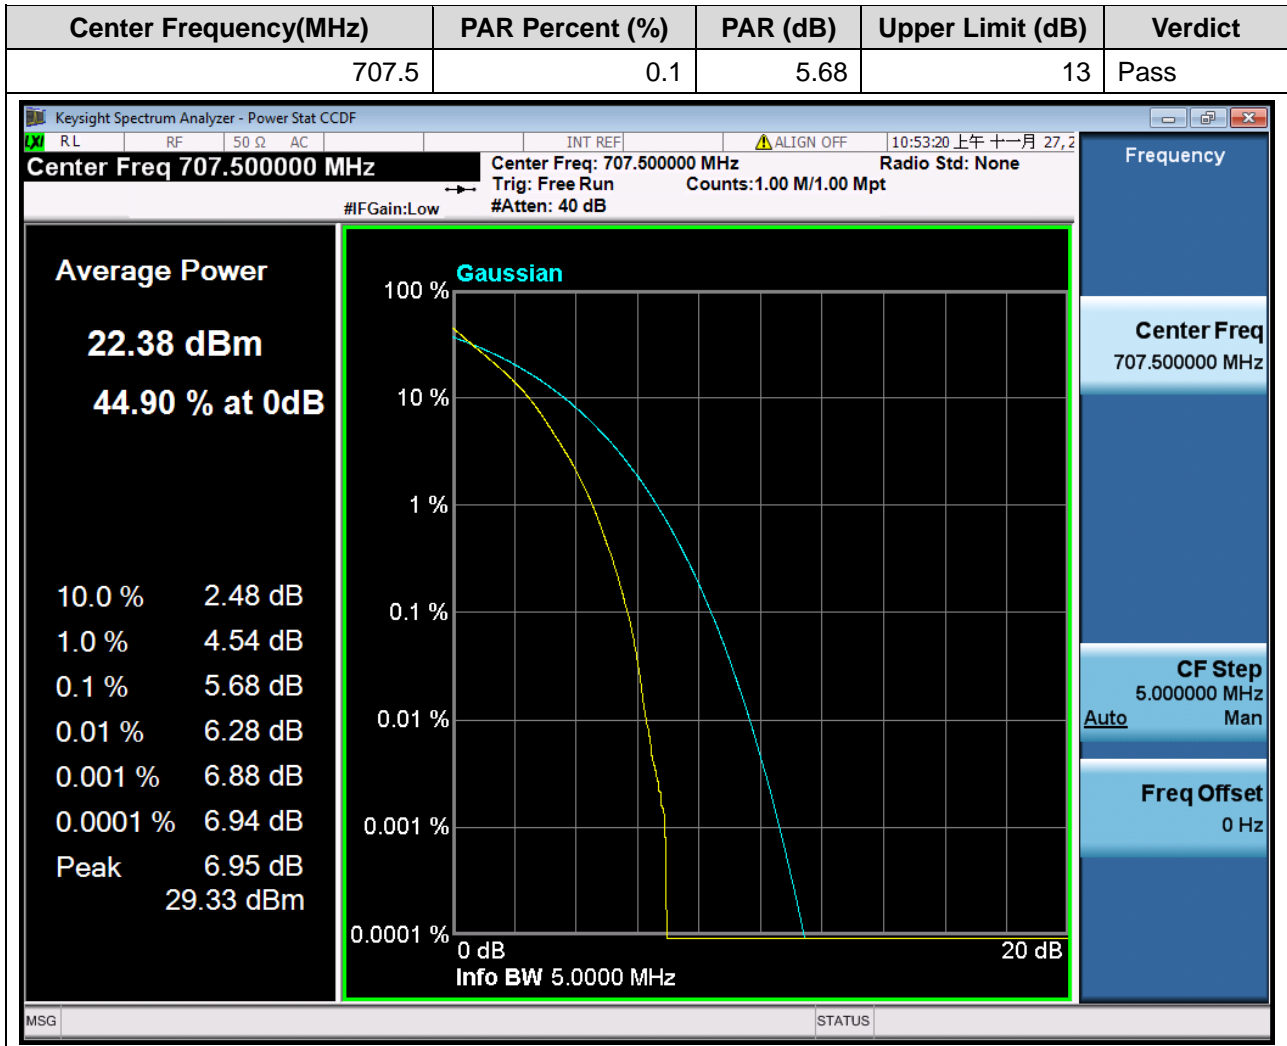 Center Frequency(MHz) PAR Percent (%) PAR (dB) Upper Limit (dB) Verdict
707.5 0.1 5.68 13 Pass
Keysight Spectrum Analyzer - Power Stat CCDF
LXI RL RF 50 Ω AC INT REF ALIGN OFF 10:53:20 上午 十一月 27, 2
Center Freq 707.500000 MHz
Center Freq: 707.500000 MHz Radio Std: None
Trig: Free Run Counts:1.00 M/1.00 Mpt
#IFGain:Low #Atten: 40 dB
Average Power
22.38 dBm
44.90 % at 0dB
10.0 % 2.48 dB
1.0 % 4.54 dB
0.1 % 5.68 dB
0.01 % 6.28 dB
0.001 % 6.88 dB
0.0001 % 6.94 dB
Peak 6.95 dB
29.33 dBm
Gaussian
100 %
10 %
1 %
0.1 %
0.01 %
0.001 %
0.0001 %
0 dB 20 dB
Info BW 5.0000 MHz
Frequency
Center Freq
707.500000 MHz
CF Step
5.000000 MHz
Auto Man
Freq Offset
0 Hz
MSG STATUS